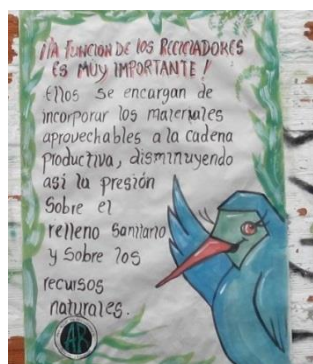 ¡LA FUNCION DE LOS RECICLADORES
ES MUY IMPORTANTE!
Ellos se encargan de
incorporar los materiales
aprovechables a la cadena
productiva, disminuyendo
así la presión
Sobre el
relleno sanitario
y sobre los
recursos
naturales.